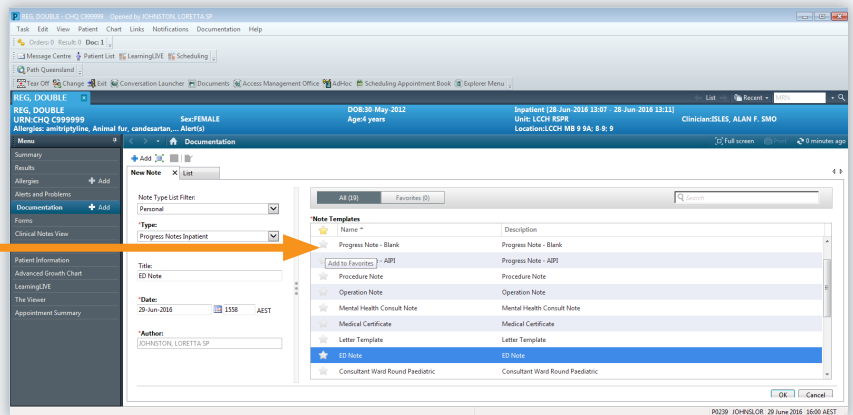 REG, DOUBLE - CHQ C999999 Opened by JOHNSTON, LORETTA SP
Task Edit View Patient Chart Links Notifications Documentation Help
Orders: 0 Result: 0 Doc: 1
Message Centre Patient List LearningLIVE Scheduling
Path Queensland
Tear Off Change Exit Conversation Launcher Documents Access Management Office AdHoc Scheduling Appointment Book Explorer Menu
REG, DOUBLE List Recent MRN
REG, DOUBLE DOB:30-May-2012 Inpatient [28-Jun-2016 13:07 - 28-Jun-2016 13:11]
URN:CHQ C999999 Sex:FEMALE Age:4 years Unit: LCCH RSPR Clinician:ISLES, ALAN F. SMO
Allergies: amitriptyline, Animal fur, candesartan,... Alert(s) Location:LCCH MB 9 9A; 8-9; 9
Menu Documentation Full screen Print 0 minutes ago
Summary
Results
Allergies Add
Alerts and Problems
Documentation Add
Forms
Clinical Notes View
Patient Information
Advanced Growth Chart
LearningLIVE
The Viewer
Appointment Summary
Add
New Note X List
Note Type List Filter:
Personal
*Type:
Progress Notes Inpatient
Title:
ED Note
*Date:
29-Jun-2016 1558 AEST
*Author:
JOHNSTON, LORETTA SP
All (19) Favorites (0) Search
*Note Templates
Name Description
Progress Note - Blank Progress Note - Blank
Add to Favorites - AIPI Progress Note - AIPI
Procedure Note Procedure Note
Operation Note Operation Note
Mental Health Consult Note Mental Health Consult Note
Medical Certificate Medical Certificate
Letter Template Letter Template
ED Note ED Note
Consultant Ward Round Paediatric Consultant Ward Round Paediatric
OK Cancel
P0239 JOHNSLOR 29 June 2016 16:00 AEST